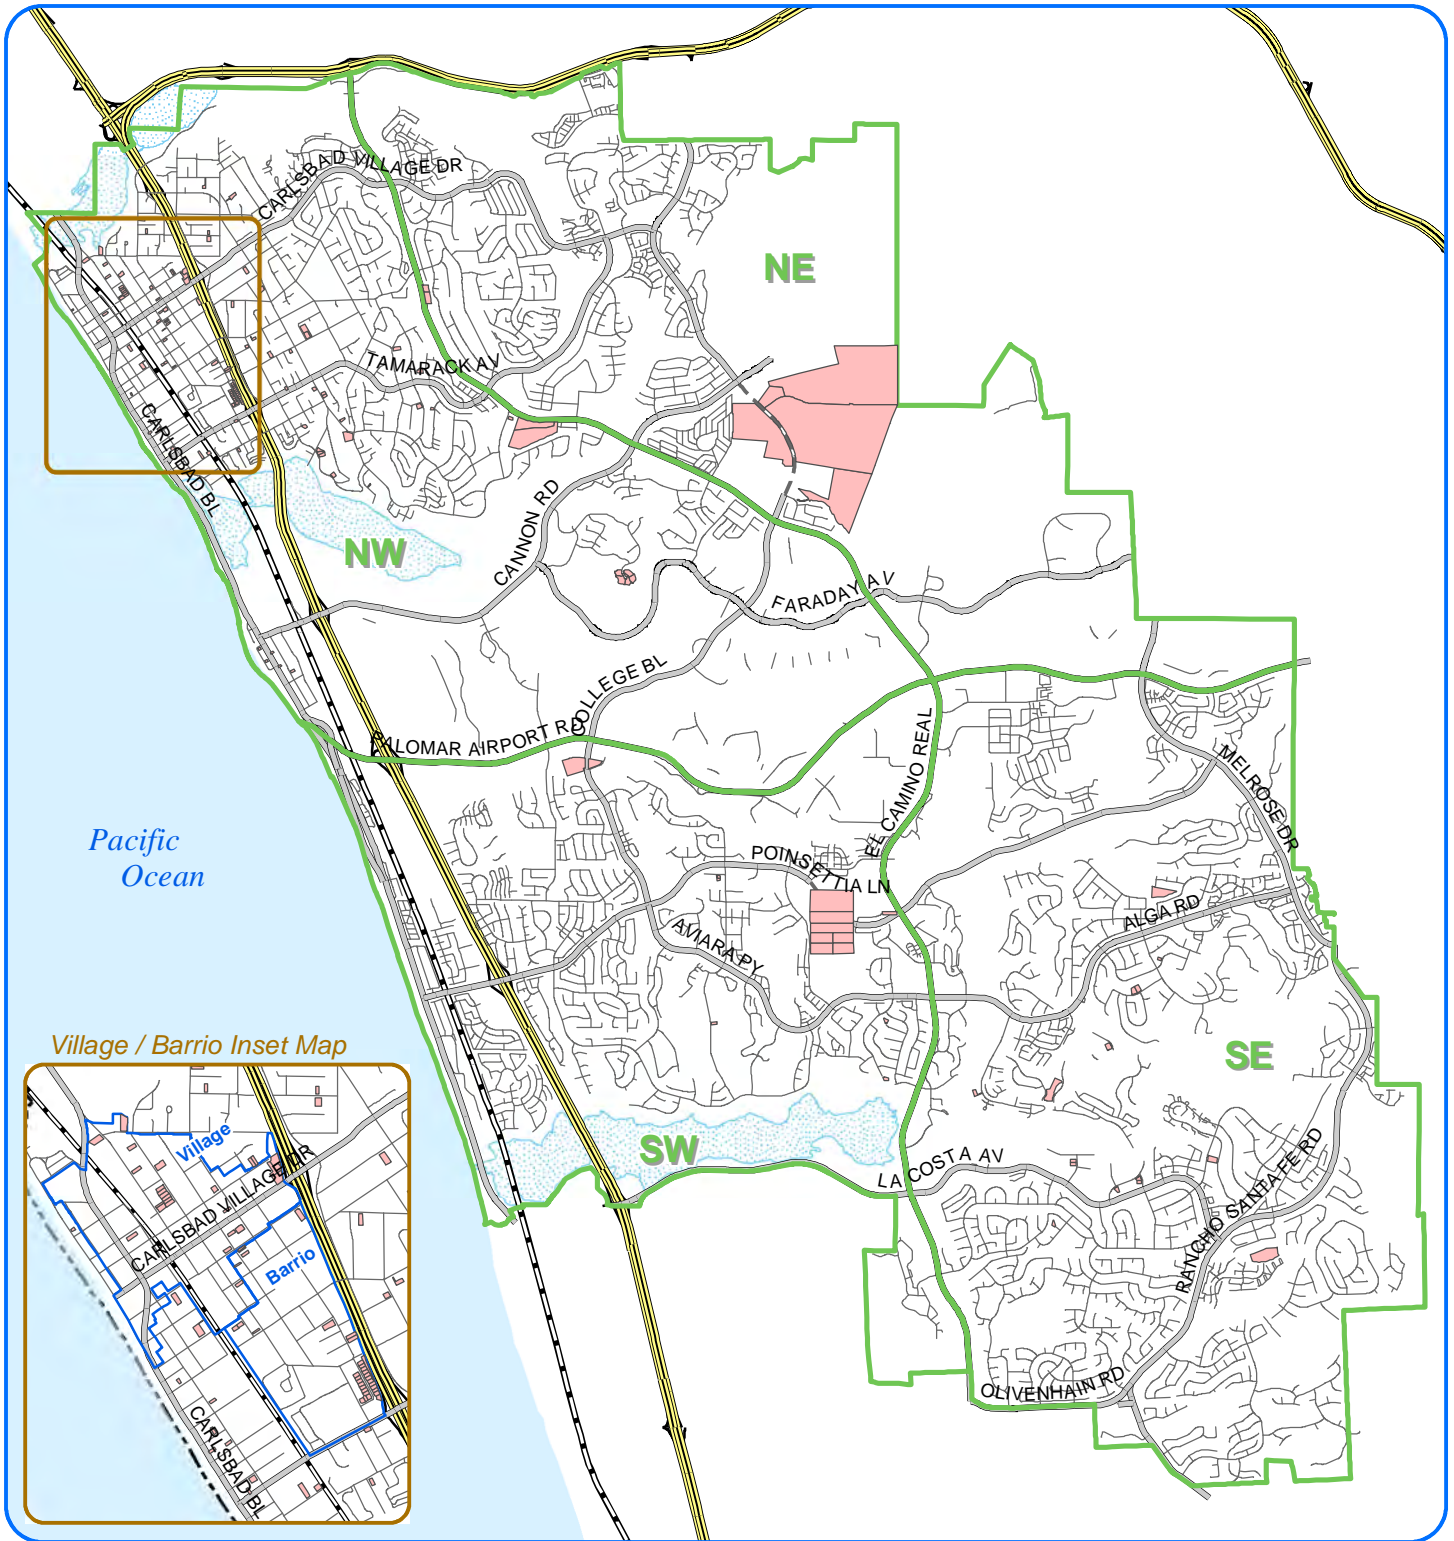 CARLSBAD VILLAGE DR
NE
TAMARACK AV
CARLSBAD BL
CANNON RD
NW
FARADAY AV
COLLEGE BL
PALOMAR AIRPORT RD
EL CAMINO REAL
MELROSE DR
Pacific
Ocean
POINSETTIA LN
ALGA RD
AVIARA PY
Village / Barrio Inset Map
SE
SW
LA COSTA AV
RANCHO SANTA FE RD
OLIVENHAIN RD
Village
CARLSBAD VILLAGE DR
Barrio
CARLSBAD BL